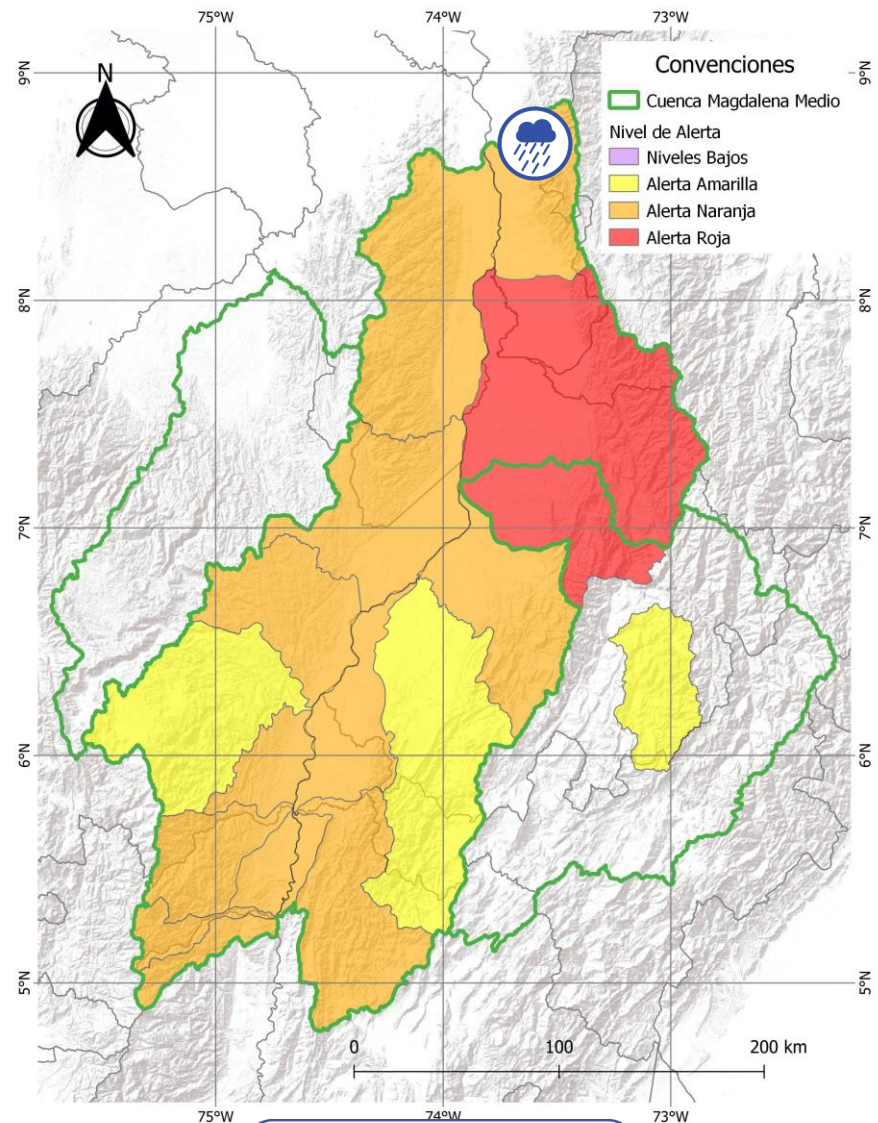 75°W 74°W 73°W
9°N 9°N
N
Convenciones
Cuenca Magdalena Medio
Nivel de Alerta
Niveles Bajos
Alerta Amarilla
Alerta Naranja
Alerta Roja
8°N 8°N
7°N 7°N
6°N 6°N
5°N 5°N
0 100 200 km
75°W 74°W 73°W